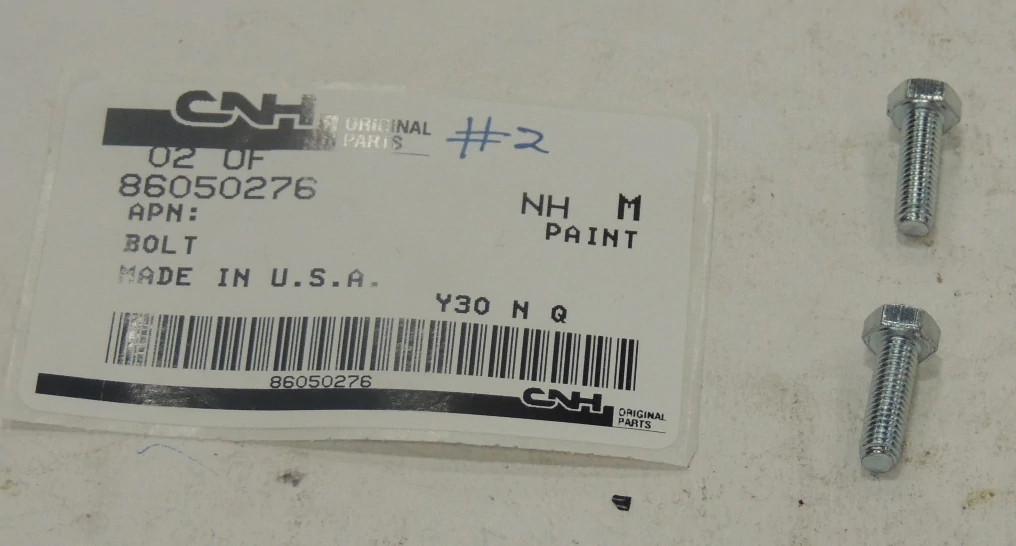 CNH ORIGINAL PARTS #2
02 OF
86050276
APN:
BOLT
MADE IN U.S.A.
NH M
PAINT
Y30 N Q
86050276
CNH ORIGINAL PARTS